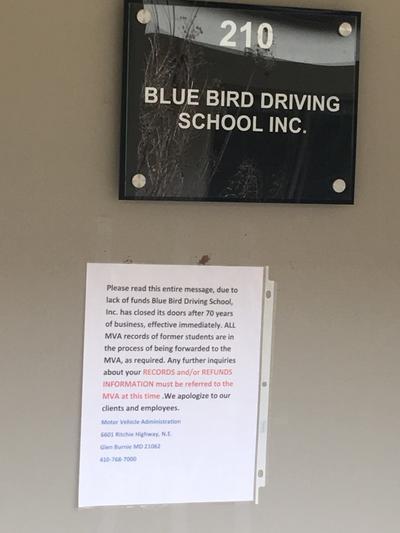 210
BLUE BIRD DRIVING
SCHOOL INC.
Please read this entire message, due to
lack of funds Blue Bird Driving School,
Inc. has closed its doors after 70 years
of business, effective immediately. ALL
MVA records of former students are in
the process of being forwarded to the
MVA, as required. Any further inquiries
about your RECORDS and/or REFUNDS
INFORMATION must be referred to the
MVA at this time .We apologize to our
clients and employees.
Motor Vehicle Administration
6601 Ritchie Highway, N.E.
Glen Burnie MD 21062
410-768-7000